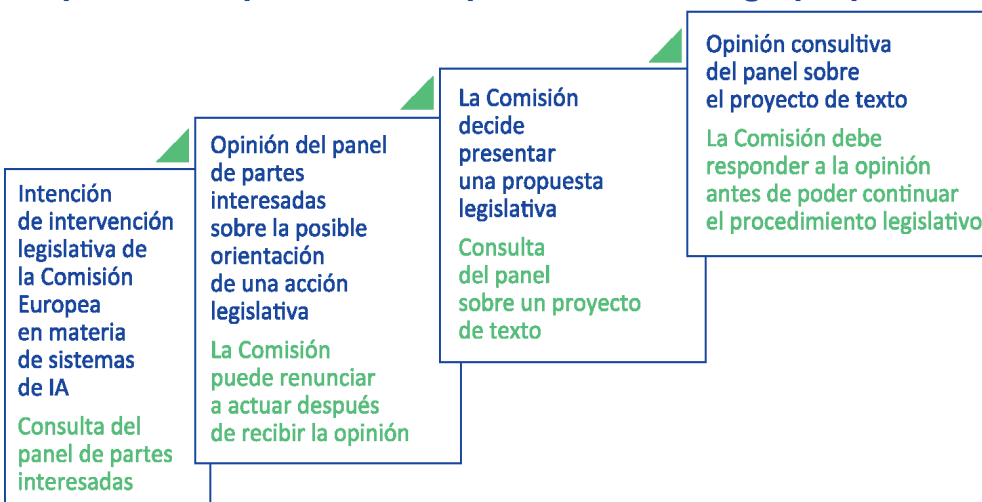 Intención
de intervención
legislativa de
la Comisión
Europea
en materia
de sistemas
de IA
Consulta del
panel de partes
interesadas
Opinión del panel
de partes
interesadas
sobre la posible
orientación
de una acción
legislativa
La Comisión
puede renunciar
a actuar después
de recibir la opinión
La Comisión
decide
presentar
una propuesta
legislativa
Consulta
del panel
sobre un proyecto
de texto
Opinión consultiva
del panel sobre
el proyecto de texto
La Comisión debe
responder a la opinión
antes de poder continuar
el procedimiento legislativo